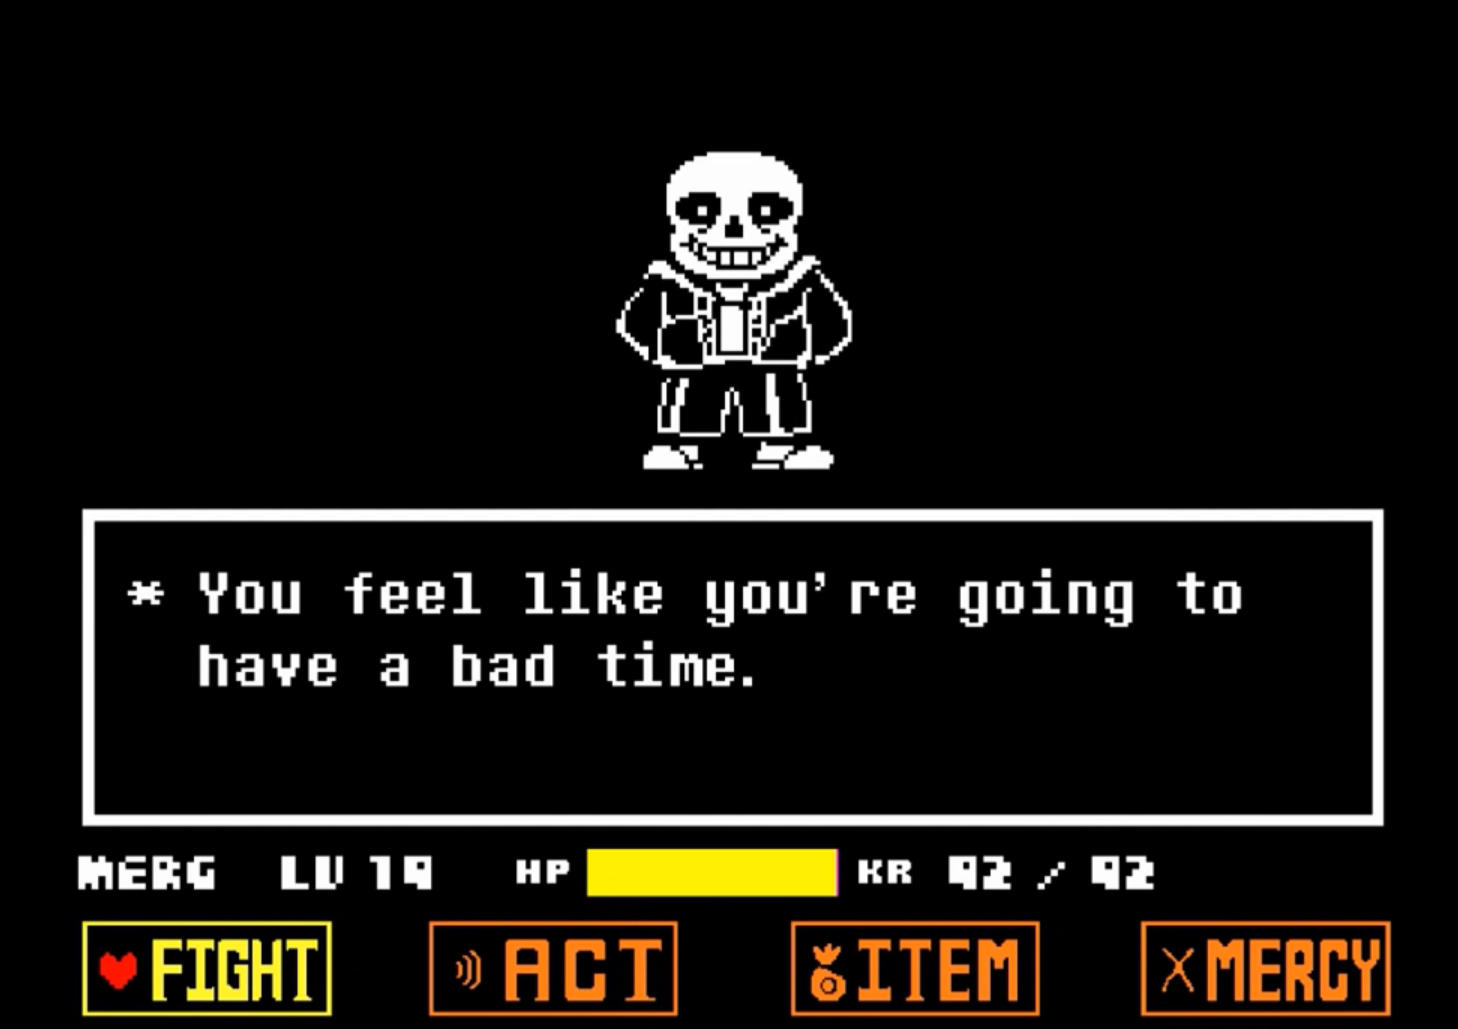 * You feel like you're going to
have a bad time.
MERG LV 19 HP KR 92 / 92
FIGHT ACT ITEM MERCY